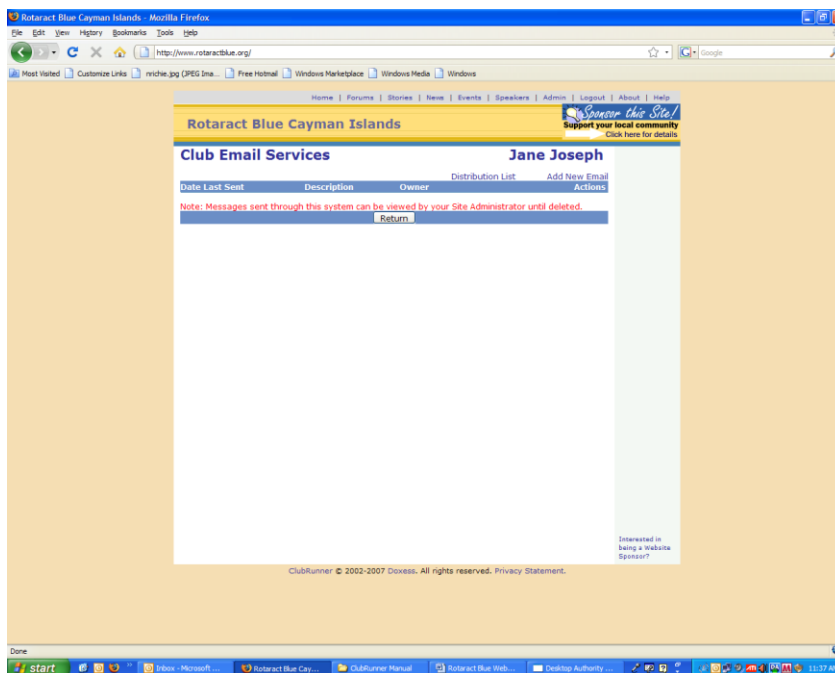 Rotaract Blue Cayman Islands - Mozilla Firefox
File Edit View History Bookmarks Tools Help
http://www.rotaractblue.org/
Google
Most Visited Customize Links nrichie.jpg (JPEG Ima... Free Hotmail Windows Marketplace Windows Media Windows
Home | Forums | Stories | News | Events | Speakers | Admin | Logout | About | Help
Rotaract Blue Cayman Islands
Sponsor this Site!
Support your local community
Click here for details
Club Email Services Jane Joseph
Distribution List Add New Email
Date Last Sent Description Owner Actions
Note: Messages sent through this system can be viewed by your Site Administrator until deleted.
Return
Interested in
being a Website
Sponsor?
ClubRunner © 2002-2007 Doxess. All rights reserved. Privacy Statement.
Done
start Inbox - Microsoft ... Rotaract Blue Cay... ClubRunner Manual Rotaract Blue Web... Desktop Authority ... 11:37 AM